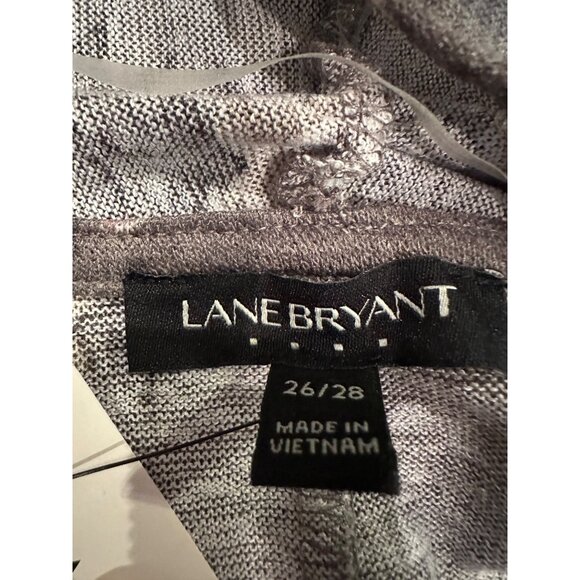 LANE BRYANT
26/28
MADE IN
VIETNAM